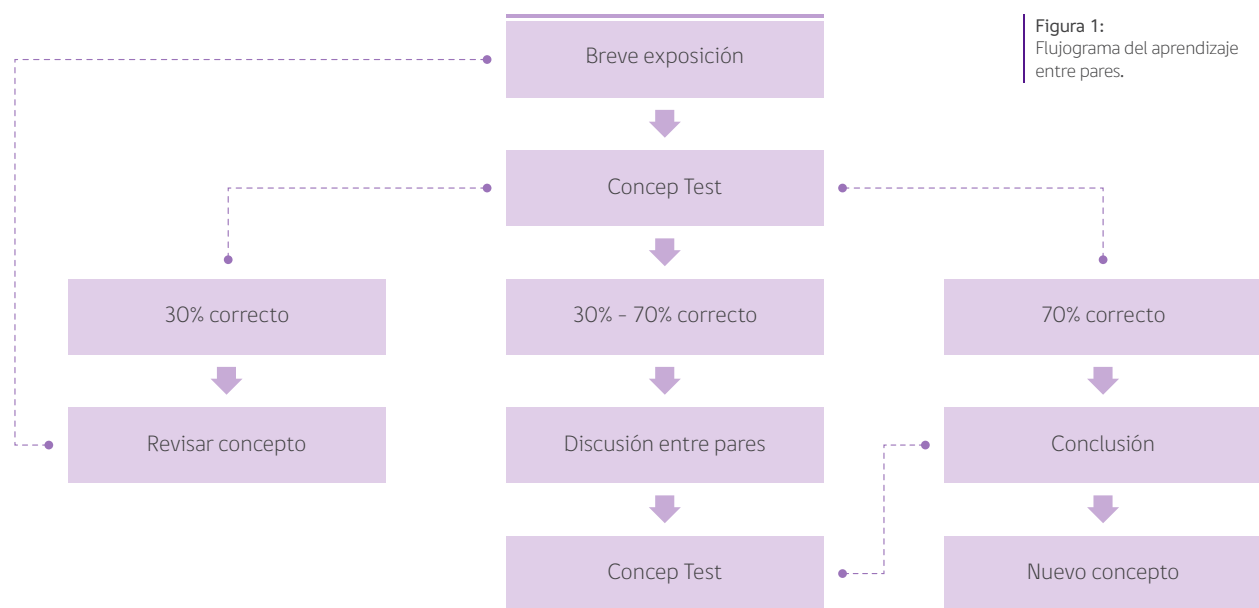 Breve exposición
Figura 1:
Flujograma del aprendizaje
entre pares.
Concep Test
30% correcto
30% - 70% correcto
70% correcto
Revisar concepto
Discusión entre pares
Conclusión
Concep Test
Nuevo concepto